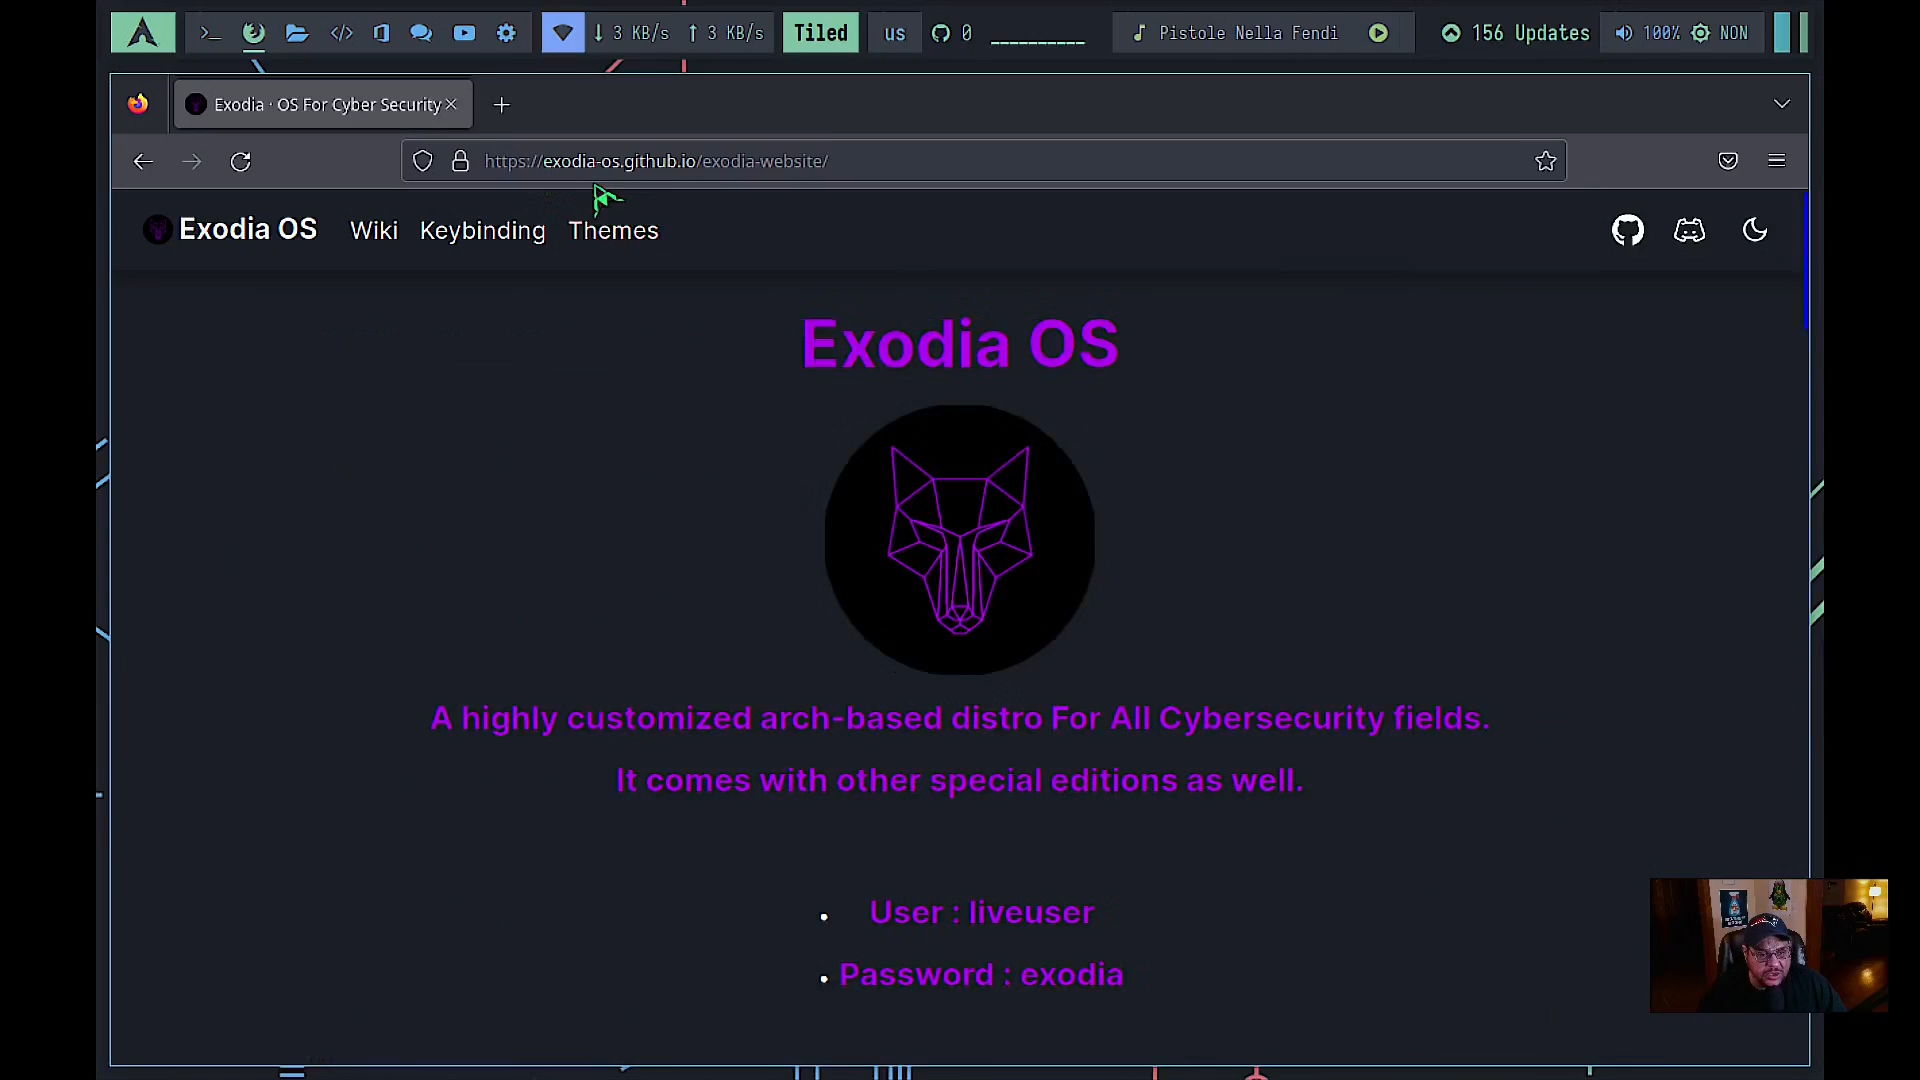 3 KB/s 3 KB/s Tiled us 0 Pistole Nella Fendi 156 Updates 100% NON
Exodia · OS For Cyber Security
https://exodia-os.github.io/exodia-website/
Exodia OS Wiki Keybinding Themes
Exodia OS
A highly customized arch-based distro For All Cybersecurity fields.
It comes with other special editions as well.
• User : liveuser
• Password : exodia